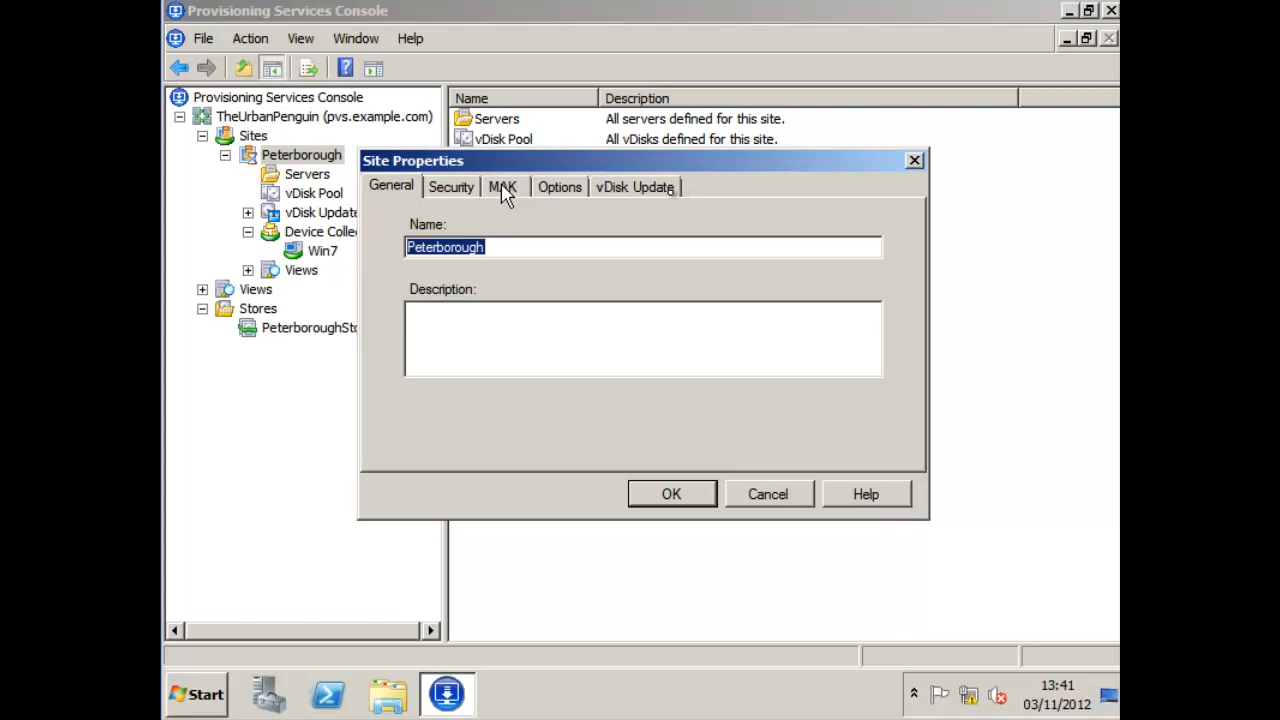 Provisioning Services Console
File Action View Window Help
Provisioning Services Console
TheUrbanPenguin (pvs.example.com)
Sites
Peterborough
Servers
vDisk Pool
vDisk Update
Device Colle
Win7
Views
Views
Stores
PeterboroughSto
Name Description
Servers All servers defined for this site.
vDisk Pool All vDisks defined for this site.
Site Properties
General Security MAK Options vDisk Update
Name:
Peterborough
Description:
OK Cancel Help
Start
13:41
03/11/2012